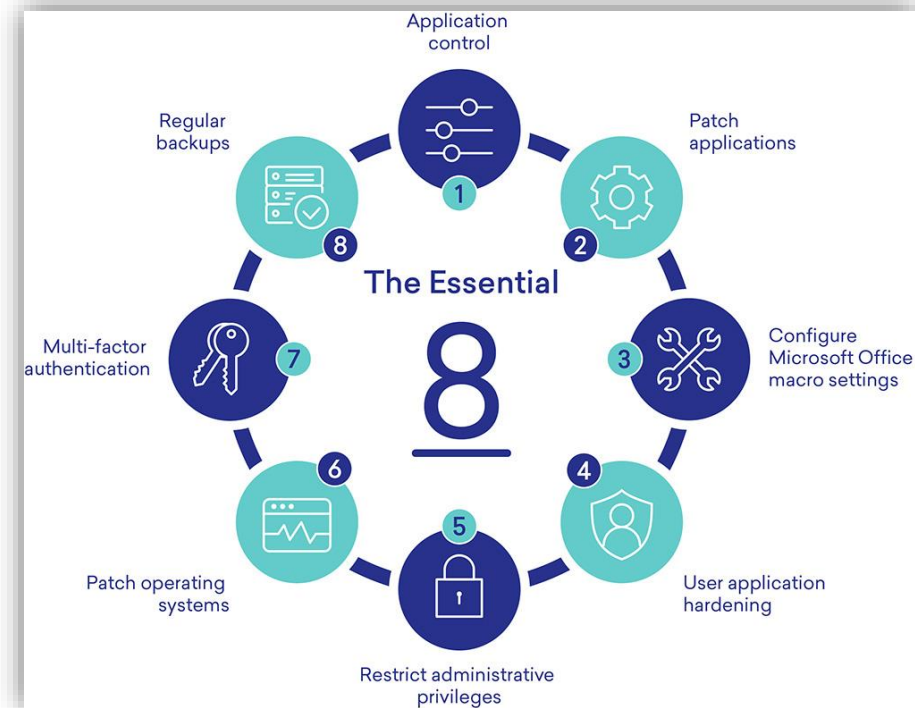 Application
control
1
Patch
applications
2
Configure
Microsoft Office
macro settings
3
User application
hardening
4
Restrict administrative
privileges
5
Patch operating
systems
6
Multi-factor
authentication
7
Regular
backups
8
The Essential
8